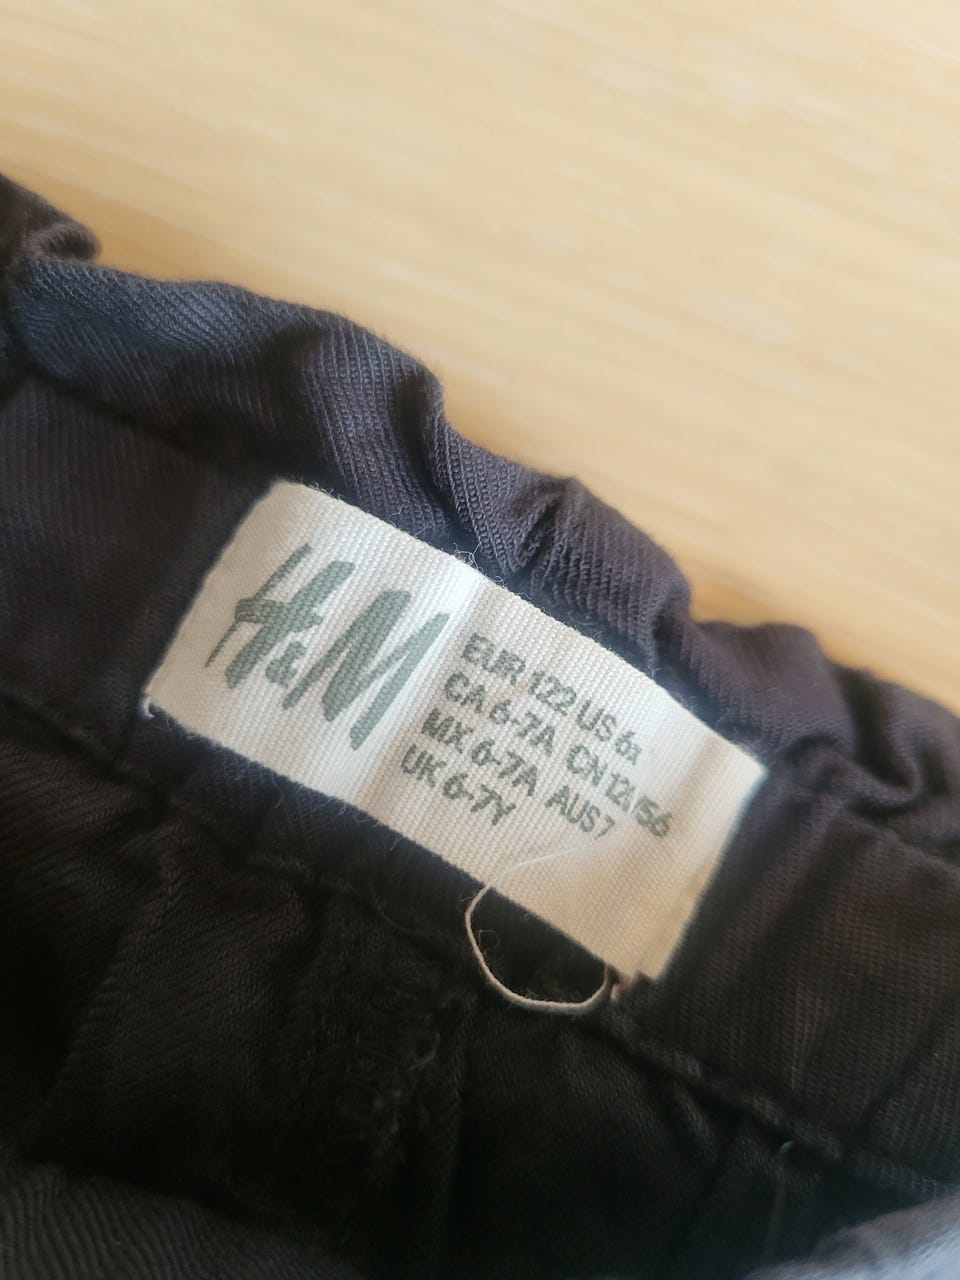 H&M
EUR 122 US 6x
CA 6-7A CN 120/56
MX 6-7A AUS 7
UK 6-7Y